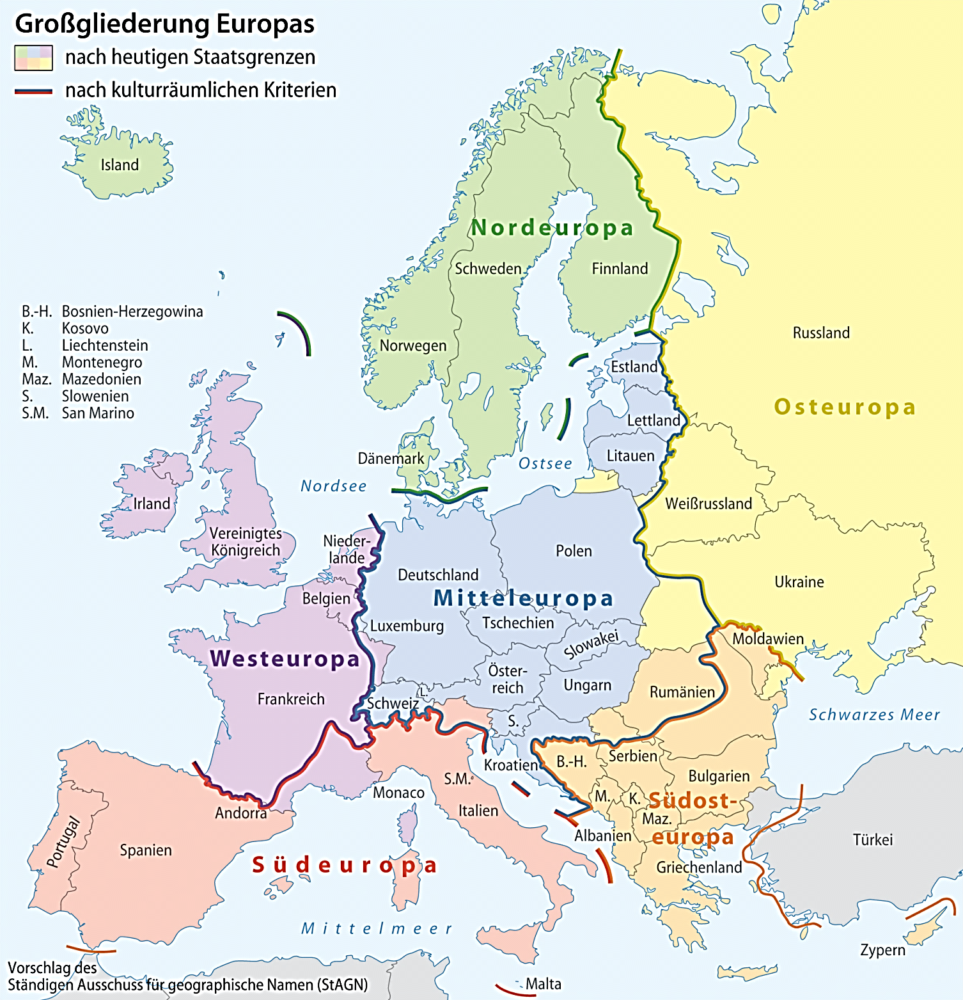 Großgliederung Europas
nach heutigen Staatsgrenzen
nach kulturräumlichen Kriterien
Island
Nordeuropa
Schweden
Finnland
Norwegen
B.-H. Bosnien-Herzegowina
K. Kosovo
L. Liechtenstein
M. Montenegro
Maz. Mazedonien
S. Slowenien
S.M. San Marino
Russland
Estland
Osteuropa
Lettland
Litauen
Dänemark
Ostsee
Nordsee
Irland
Weißrussland
Vereinigtes
Königreich
Nieder-
lande
Polen
Deutschland
Ukraine
Belgien
Mitteleuropa
Luxemburg
Tschechien
Slowakei
Moldawien
Westeuropa
Öster-
reich
Ungarn
Rumänien
Frankreich
Schweiz
L.
S.
Schwarzes Meer
Kroatien
B.-H.
Serbien
Bulgarien
S.M.
Monaco
M.
K.
Südost-
europa
Andorra
Italien
Maz.
Albanien
Portugal
Spanien
Türkei
Südeuropa
Griechenland
Mittelmeer
Zypern
Malta
Vorschlag des
Ständigen Ausschuss für geographische Namen (StAGN)